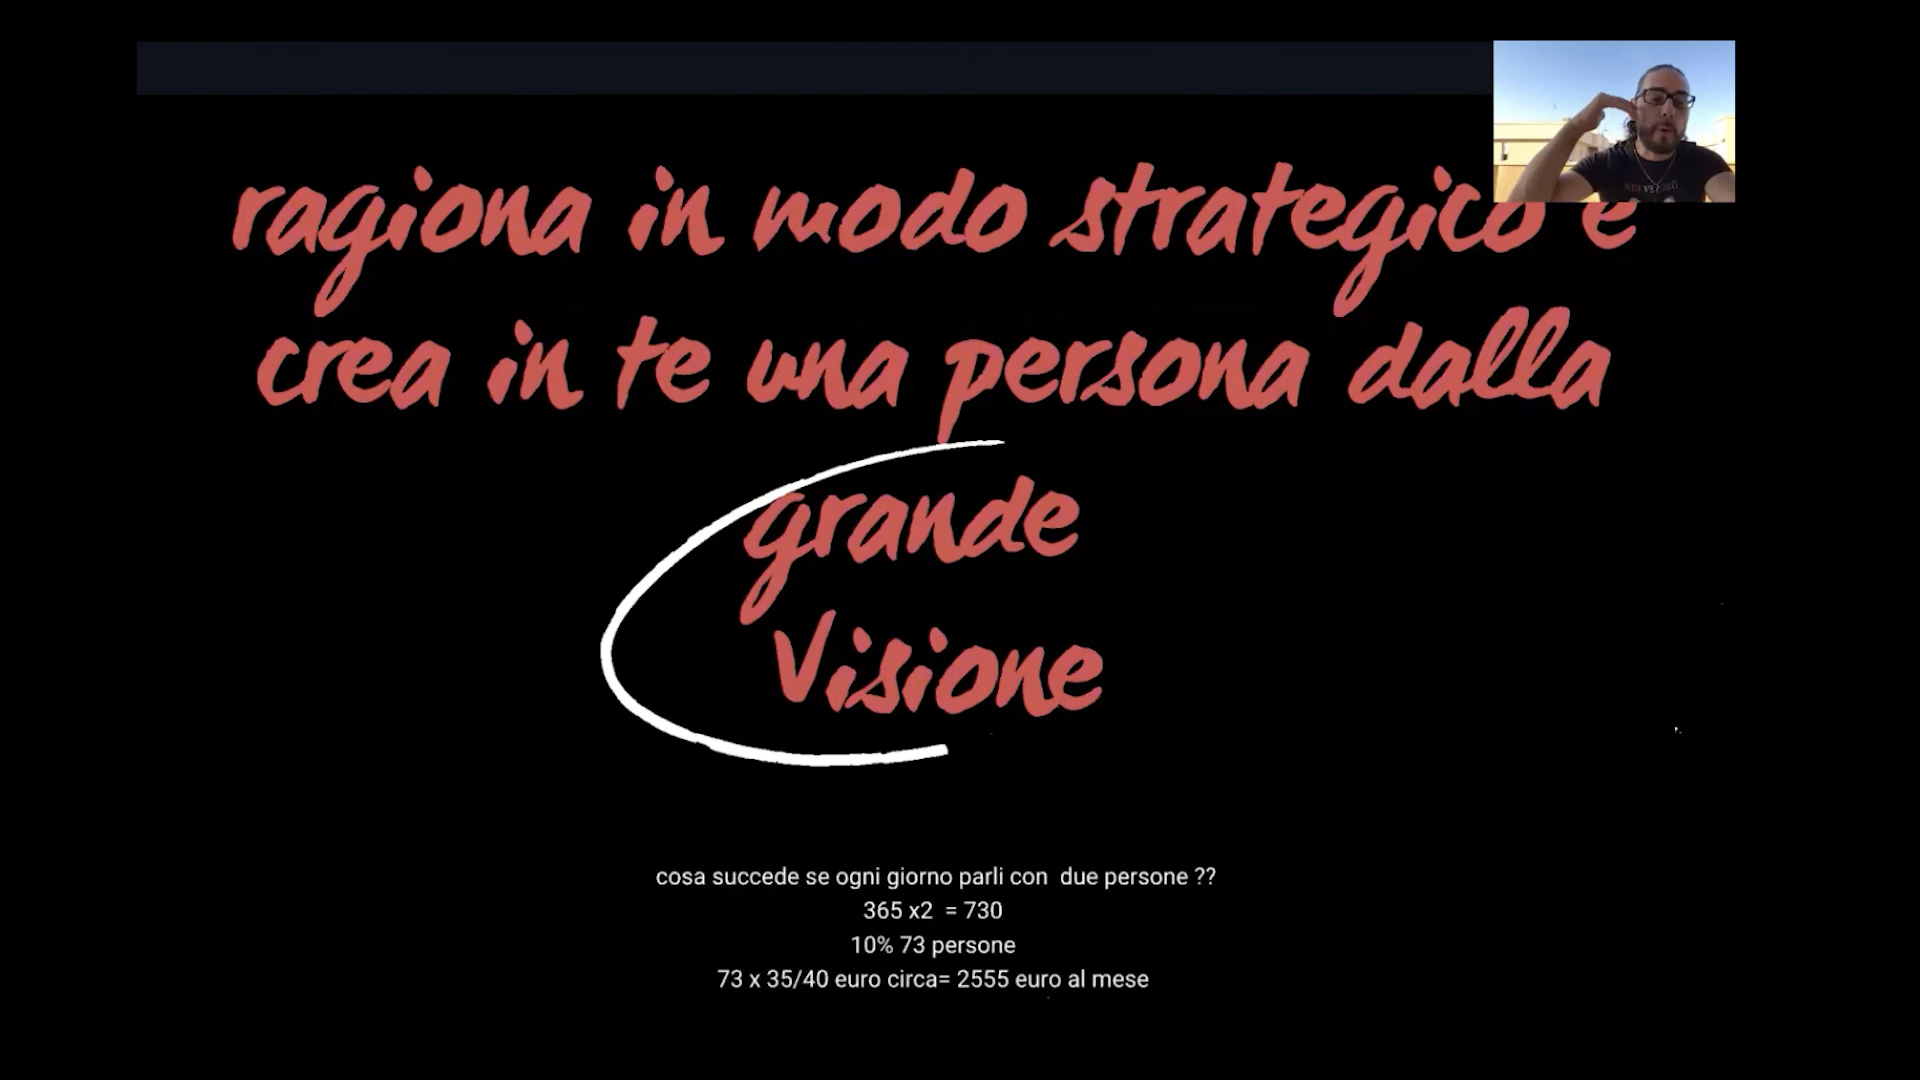 ragiona in modo strategico e
crea in te una persona dalla
grande
Visione
cosa succede se ogni giorno parli con  due persone ??
365 x2  = 730
10% 73 persone
73 x 35/40 euro circa= 2555 euro al mese